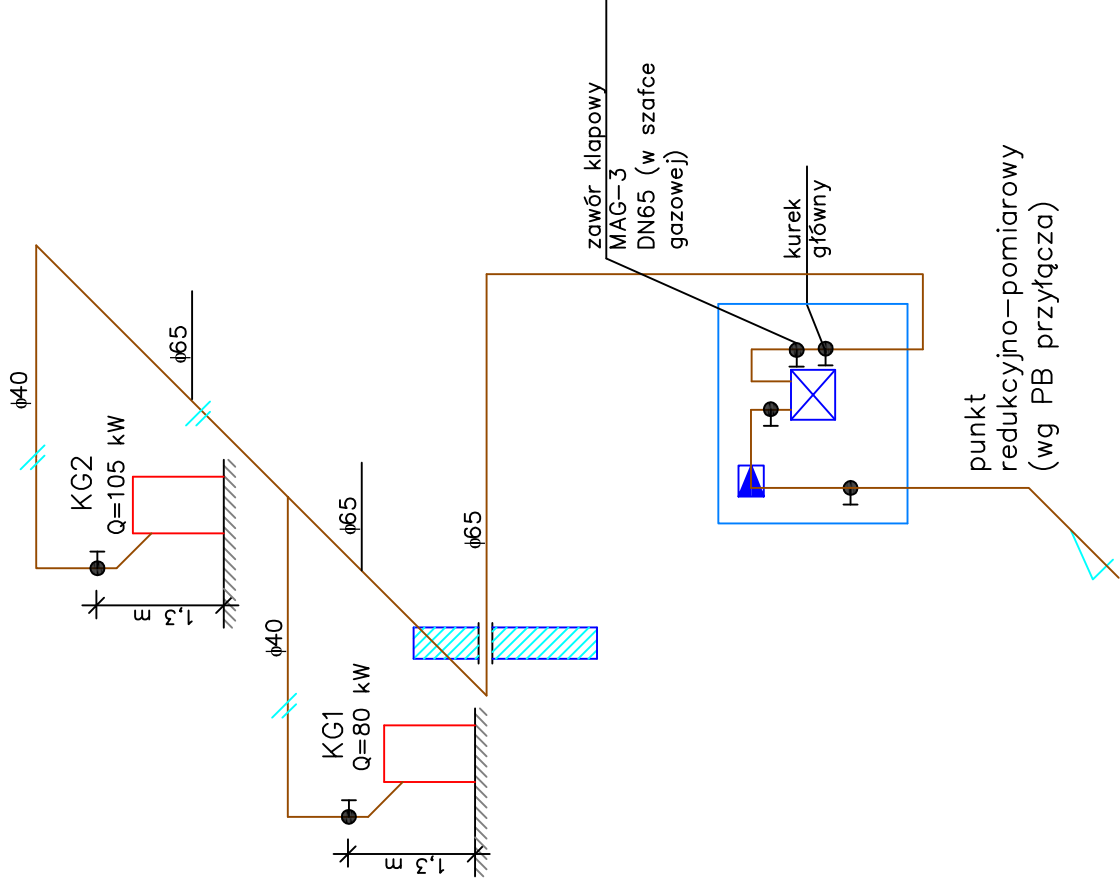 ϕ40
ϕ65
KG2
Q=105 kW
1,3 m
ϕ65
ϕ65
ϕ40
KG1
Q=80 kW
1,3 m
zawór klapowy
MAG-3
DN65 (w szafce
gazowej)
kurek
główny
punkt
redukcyjno-pomiarowy
(wg PB przyłącza)